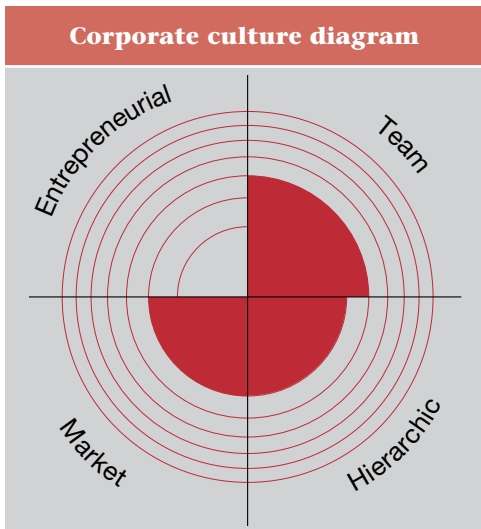 Corporate culture diagram
Entrepreneurial
Team
Market
Hierarchic